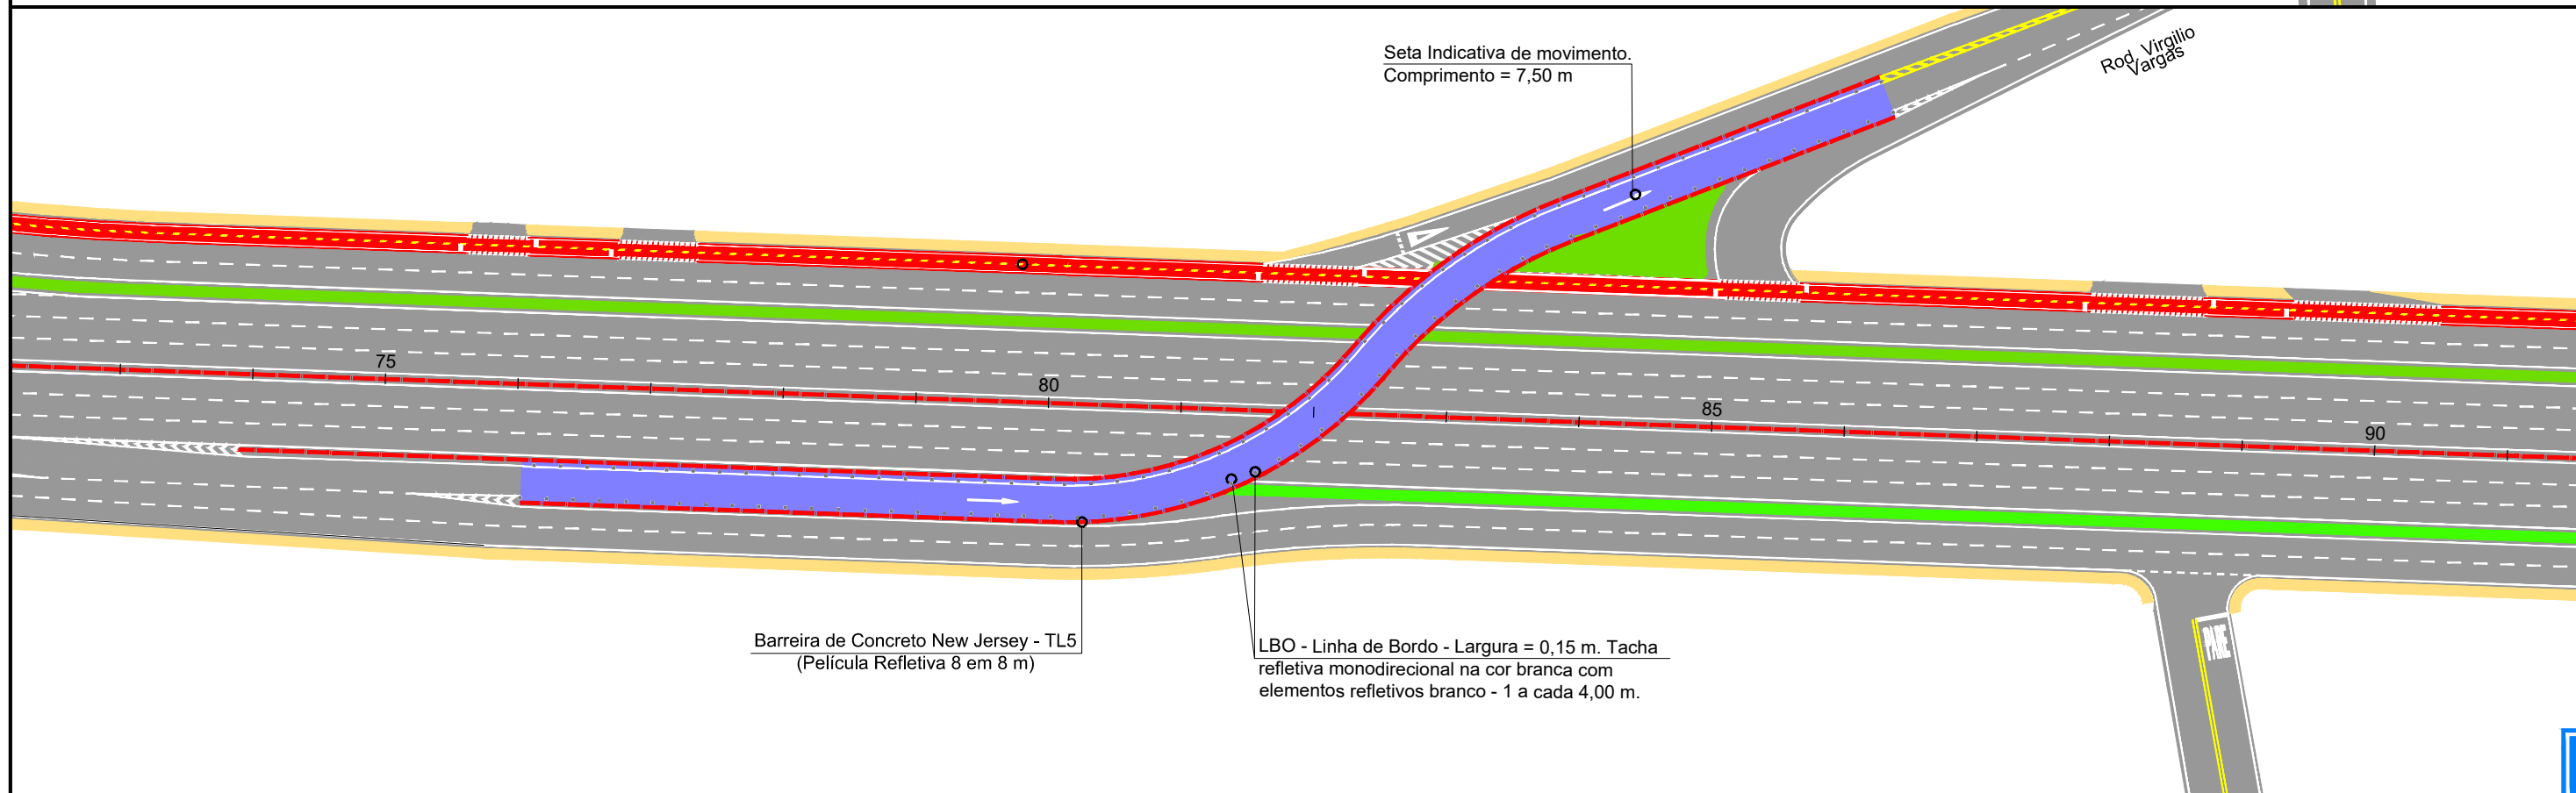 Seta Indicativa de movimento.
Comprimento = 7,50 m
Rod. Virgilio
Vargas
75
80
85
90
Barreira de Concreto New Jersey - TL5
(Película Refletiva 8 em 8 m)
LBO - Linha de Bordo - Largura = 0,15 m. Tacha
refletiva monodirecional na cor branca com
elementos refletivos branco - 1 a cada 4,00 m.
PARE